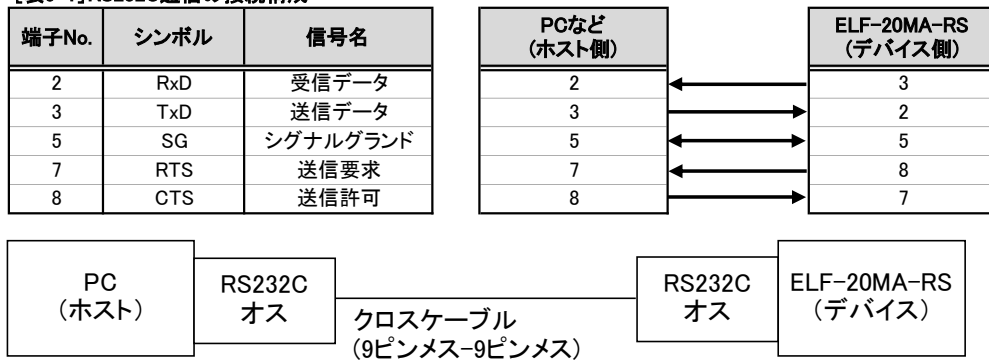 [表3-1]RS232C通信の接続構成
端子No. シンボル 信号名
2 RxD 受信データ
3 TxD 送信データ
5 SG シグナルグランド
7 RTS 送信要求
8 CTS 送信許可
PCなど
(ホスト側)
ELF-20MA-RS
(デバイス側)
2 3
3 2
5 5
7 8
8 7
PC
(ホスト)
RS232C
オス
クロスケーブル
(9ピンメス-9ピンメス)
RS232C
オス
ELF-20MA-RS
(デバイス)